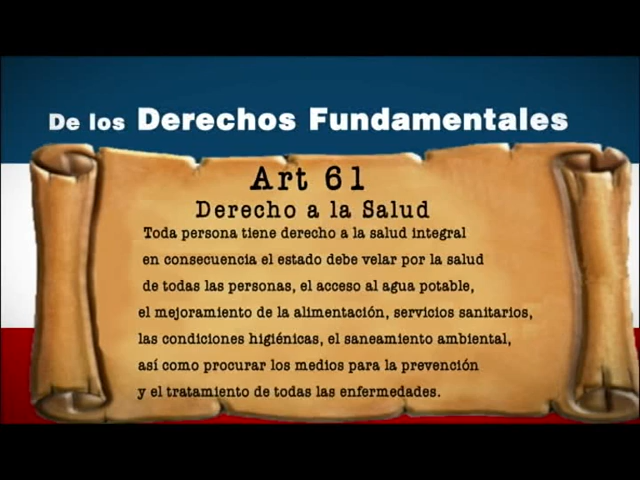 De los Derechos Fundamentales
Art 61
Derecho a la Salud
Toda persona tiene derecho a la salud integral
en consecuencia el estado debe velar por la salud
de todas las personas, el acceso al agua potable,
el mejoramiento de la alimentación, servicios sanitarios,
las condiciones higiénicas, el saneamiento ambiental,
así como procurar los medios para la prevención
y el tratamiento de todas las enfermedades.